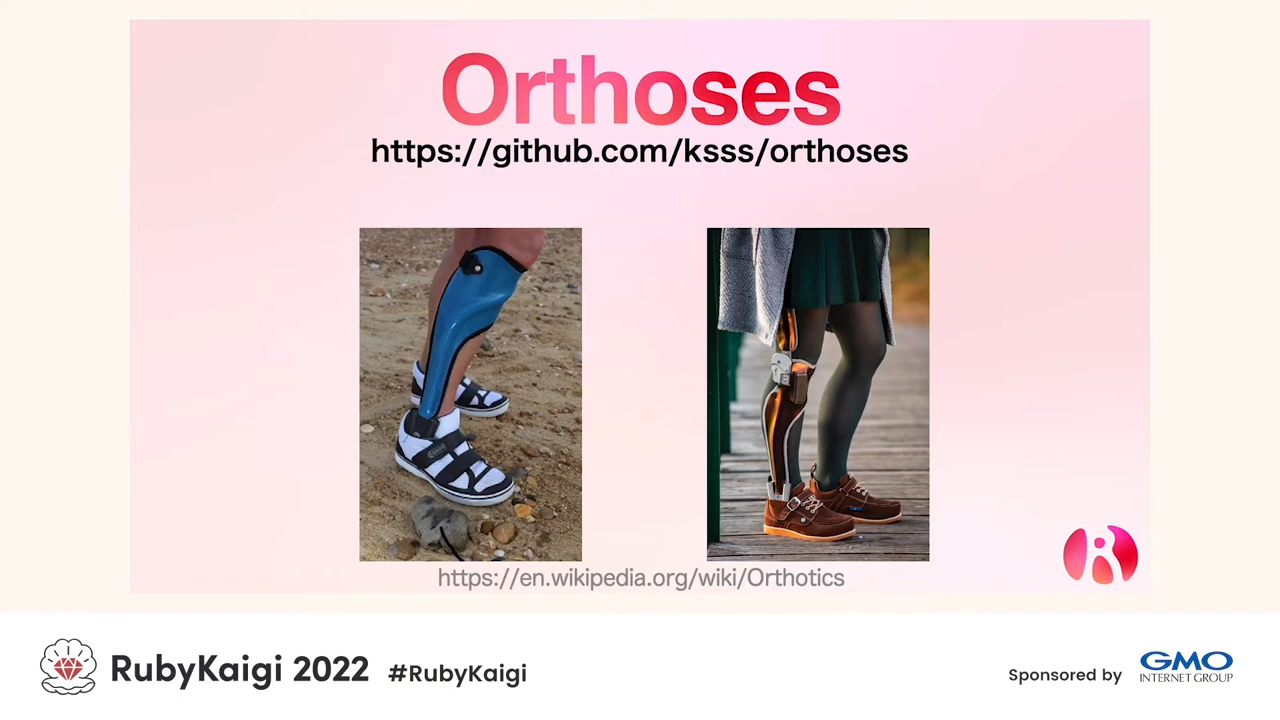 Orthoses
https://github.com/ksss/orthoses
https://en.wikipedia.org/wiki/Orthotics
R
RubyKaigi 2022 #RubyKaigi
Sponsored by
GMO
INTERNET GROUP